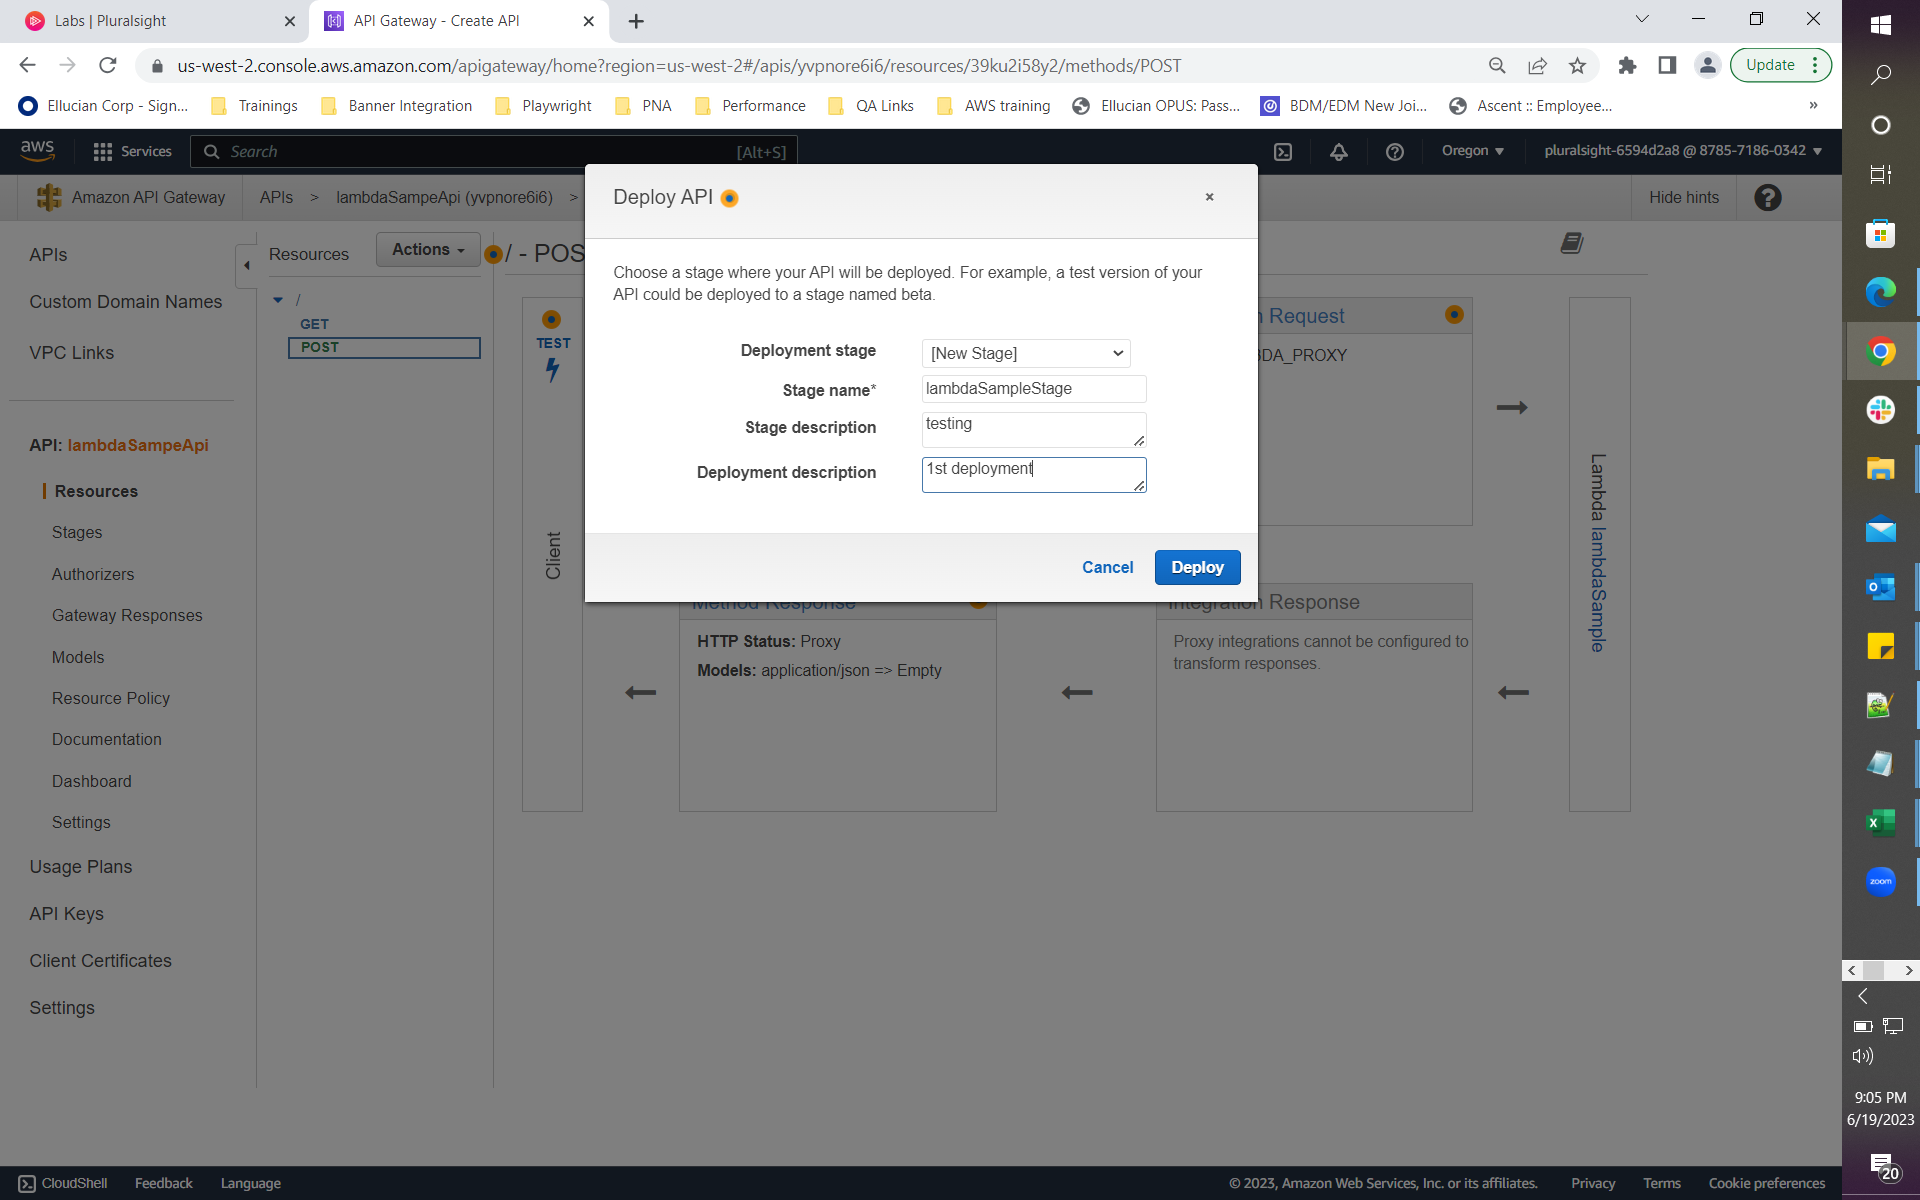 Labs | Pluralsight
API Gateway - Create API
us-west-2.console.aws.amazon.com/apigateway/home?region=us-west-2#/apis/yvpnore6i6/resources/39ku2i58y2/methods/POST
Update
Ellucian Corp - Sign...
Trainings
Banner Integration
Playwright
PNA
Performance
QA Links
AWS training
Ellucian OPUS: Pass...
BDM/EDM New Joi...
Ascent :: Employee...
»
aws
Services
Search
[Alt+S]
Oregon
pluralsight-6594d2a8 @ 8785-7186-0342
Amazon API Gateway
APIs > lambdaSampeApi (yvpnore6i6) >
Hide hints
Deploy API
×
Choose a stage where your API will be deployed. For example, a test version of your
API could be deployed to a stage named beta.
Deployment stage
[New Stage]
Stage name*
lambdaSampleStage
Stage description
testing
Deployment description
1st deployment
Cancel
Deploy
APIs
Custom Domain Names
VPC Links
API: lambdaSampeApi
Resources
Stages
Authorizers
Gateway Responses
Models
Resource Policy
Documentation
Dashboard
Settings
Usage Plans
API Keys
Client Certificates
Settings
Resources
Actions
/
GET
POST
/ - POS
TEST
Client
n Request
BDA_PROXY
Lambda lambdaSample
Method Response
HTTP Status: Proxy
Models: application/json => Empty
Integration Response
Proxy integrations cannot be configured to
transform responses.
zoom
9:05 PM
6/19/2023
20
CloudShell
Feedback
Language
© 2023, Amazon Web Services, Inc. or its affiliates.
Privacy
Terms
Cookie preferences